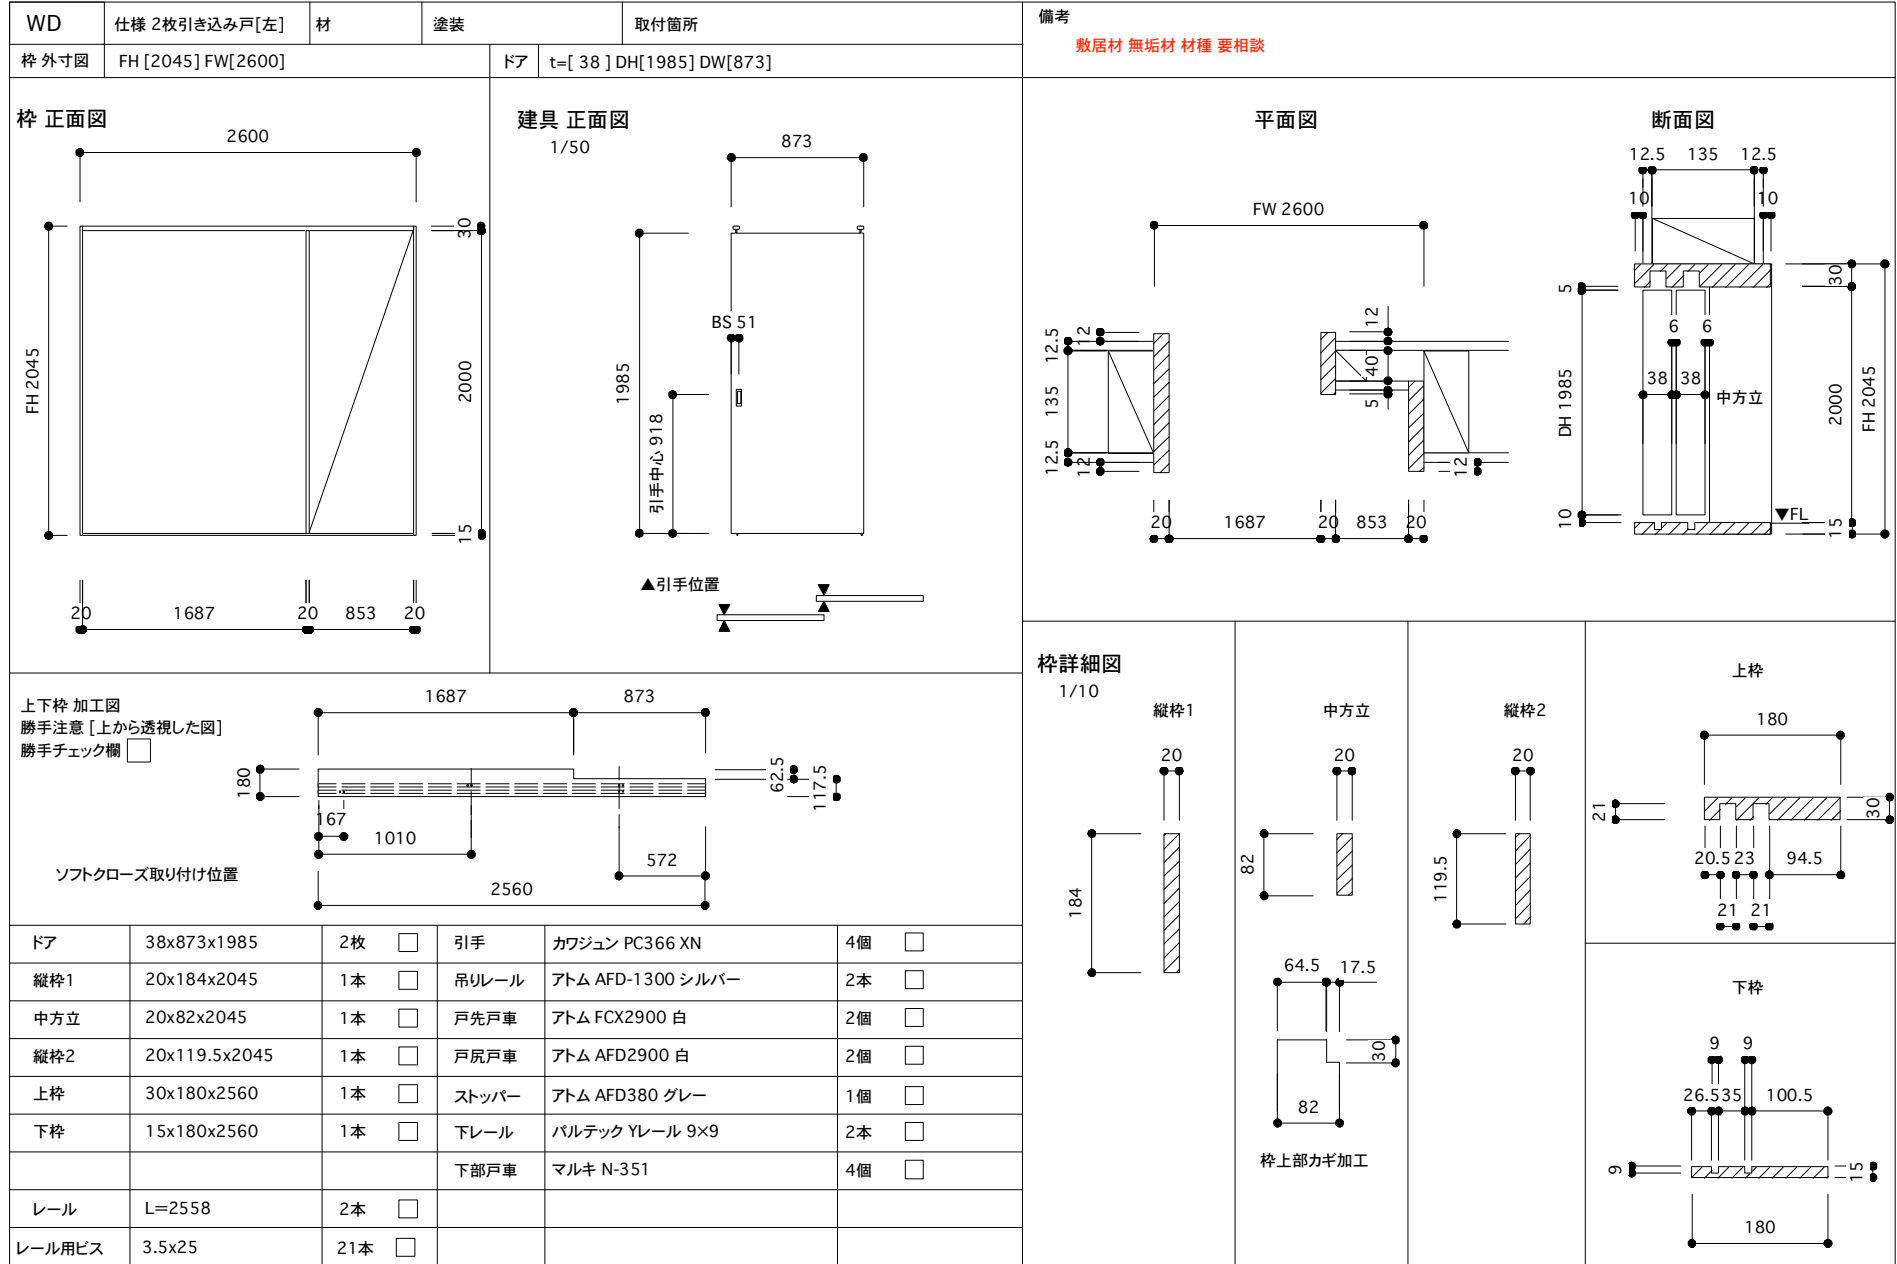 WD 仕様 2枚引き込み戸[左] 材 塗装 取付箇所
枠 外寸図 FH [2045] FW[2600] ドア t=[ 38 ] DH[1985] DW[873]
備考
敷居材 無垢材 材種 要相談
枠 正面図
2600
FH 2045
30
2000
15
20 1687 20 853 20
建具 正面図
1/50
873
BS 51
1985
引手中心 918
▲引手位置
平面図
FW 2600
12.5
12
135
12.5
12
12
40
5
12
20 1687 20 853 20
断面図
12.5 135 12.5
10 10
5
30
6 6
38 38
中方立
DH 1985
2000
FH 2045
10
▼FL
15
上下枠 加工図
勝手注意 [上から透視した図]
勝手チェック欄
1687 873
180
62.5
117.5
167
1010
572
2560
ソフトクローズ取り付け位置
枠詳細図
1/10
縦枠1
20
184
中方立
20
82
64.5 17.5
30
82
枠上部カギ加工
縦枠2
20
119.5
上枠
180
21
30
20.5 23 94.5
21 21
下枠
9 9
26.5 35 100.5
9
15
180
ドア 38x873x1985 2枚 引手 カワジュン PC366 XN 4個
縦枠1 20x184x2045 1本 吊りレール アトム AFD-1300 シルバー 2本
中方立 20x82x2045 1本 戸先戸車 アトム FCX2900 白 2個
縦枠2 20x119.5x2045 1本 戸尻戸車 アトム AFD2900 白 2個
上枠 30x180x2560 1本 ストッパー アトム AFD380 グレー 1個
下枠 15x180x2560 1本 下レール パルテック Yレール 9×9 2本
下部戸車 マルキ N-351 4個
レール L=2558 2本
レール用ビス 3.5x25 21本